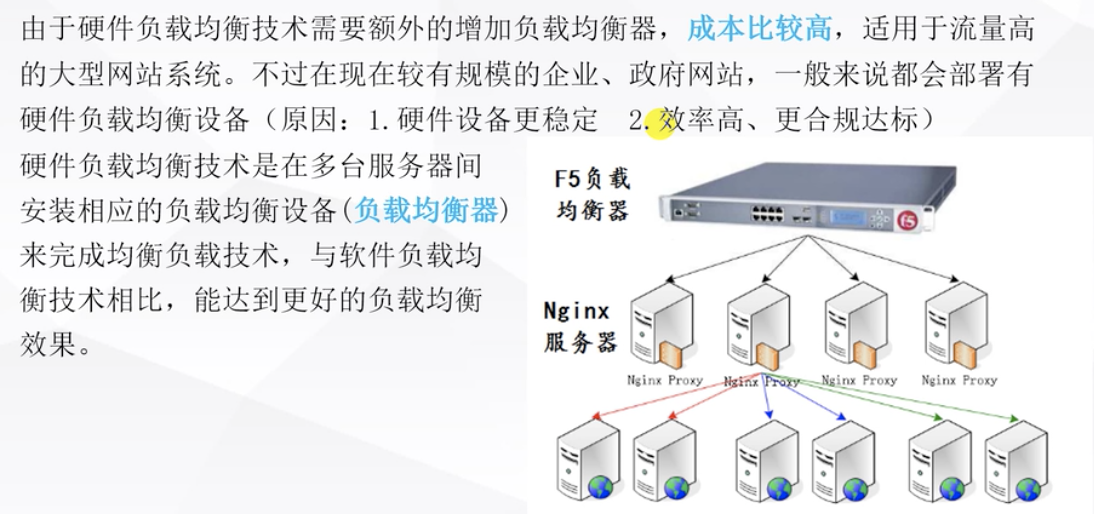 由于硬件负载均衡技术需要额外的增加负载均衡器，成本比较高，适用于流量高
的大型网站系统。不过在现在较有规模的企业、政府网站，一般来说都会部署有
硬件负载均衡设备（原因：1.硬件设备更稳定 2.效率高、更合规达标）
硬件负载均衡技术是在多台服务器间
安装相应的负载均衡设备(负载均衡器)
来完成均衡负载技术，与软件负载均
衡技术相比，能达到更好的负载均衡
效果。
F5负载
均衡器
f5
Nginx
服务器
Nginx Proxy
Nginx Proxy
Nginx Proxy
Nginx Proxy